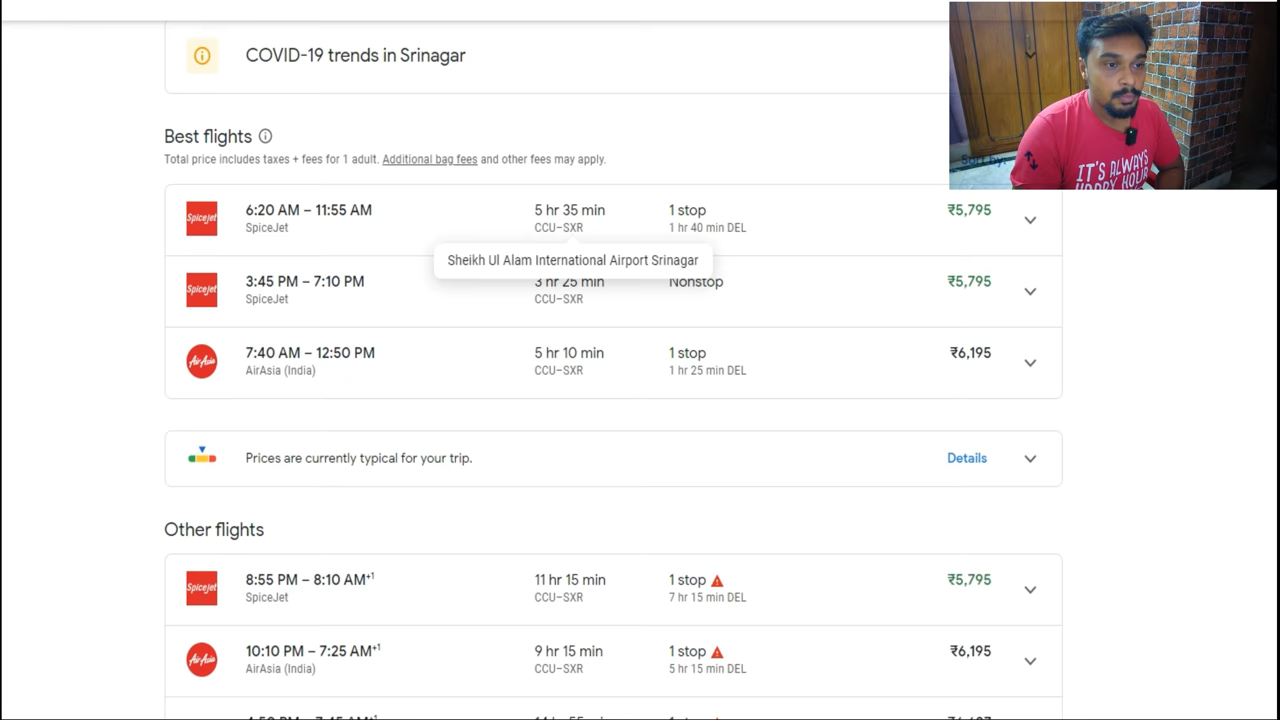 COVID-19 trends in Srinagar
Best flights
Total price includes taxes + fees for 1 adult. Additional bag fees and other fees may apply.
Sort by:
IT'S ALWAYS
HAPPY HOUR
SpiceJet
6:20 AM – 11:55 AM
5 hr 35 min
1 stop
₹5,795
SpiceJet
CCU–SXR
1 hr 40 min DEL
Sheikh Ul Alam International Airport Srinagar
SpiceJet
3:45 PM – 7:10 PM
3 hr 25 min
Nonstop
₹5,795
SpiceJet
CCU–SXR
AirAsia
7:40 AM – 12:50 PM
5 hr 10 min
1 stop
₹6,195
AirAsia (India)
CCU–SXR
1 hr 25 min DEL
Prices are currently typical for your trip.
Details
Other flights
SpiceJet
8:55 PM – 8:10 AM+1
11 hr 15 min
1 stop
₹5,795
SpiceJet
CCU–SXR
7 hr 15 min DEL
AirAsia
10:10 PM – 7:25 AM+1
9 hr 15 min
1 stop
₹6,195
AirAsia (India)
CCU–SXR
5 hr 15 min DEL